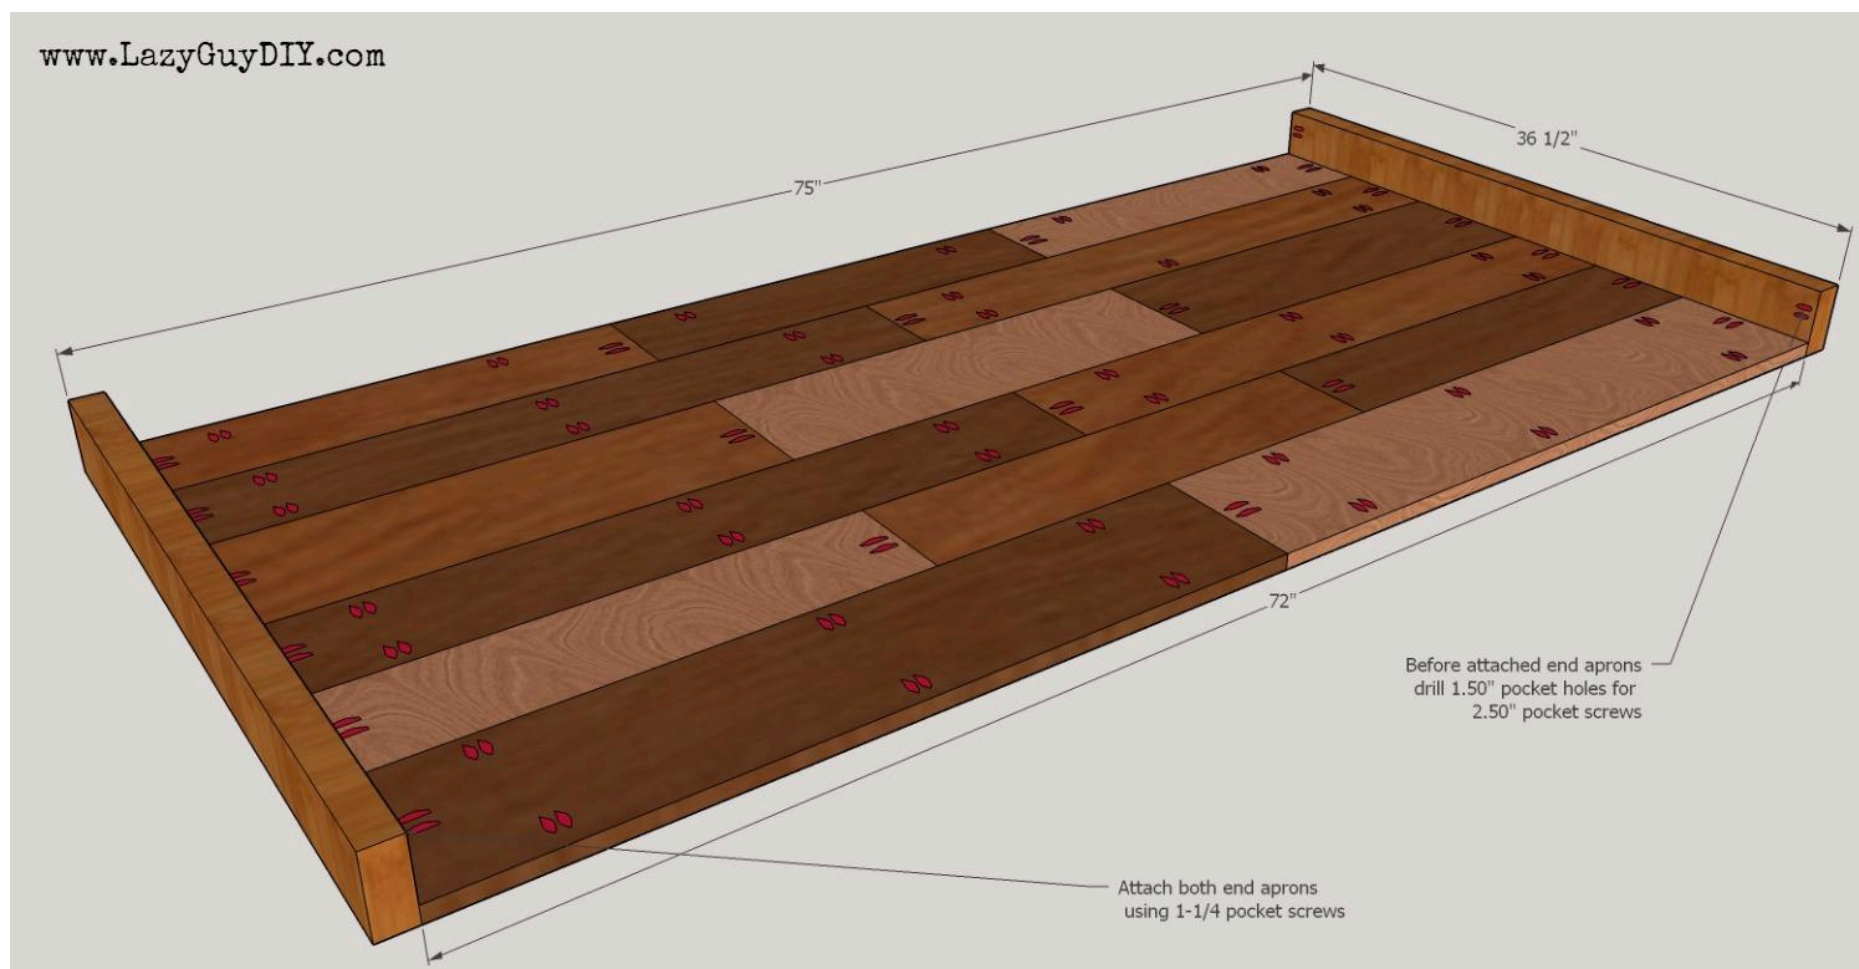 www.LazyGuyDIY.com
36 1/2"
75"
72"
Before attached end aprons
drill 1.50" pocket holes for
2.50" pocket screws
Attach both end aprons
using 1-1/4 pocket screws